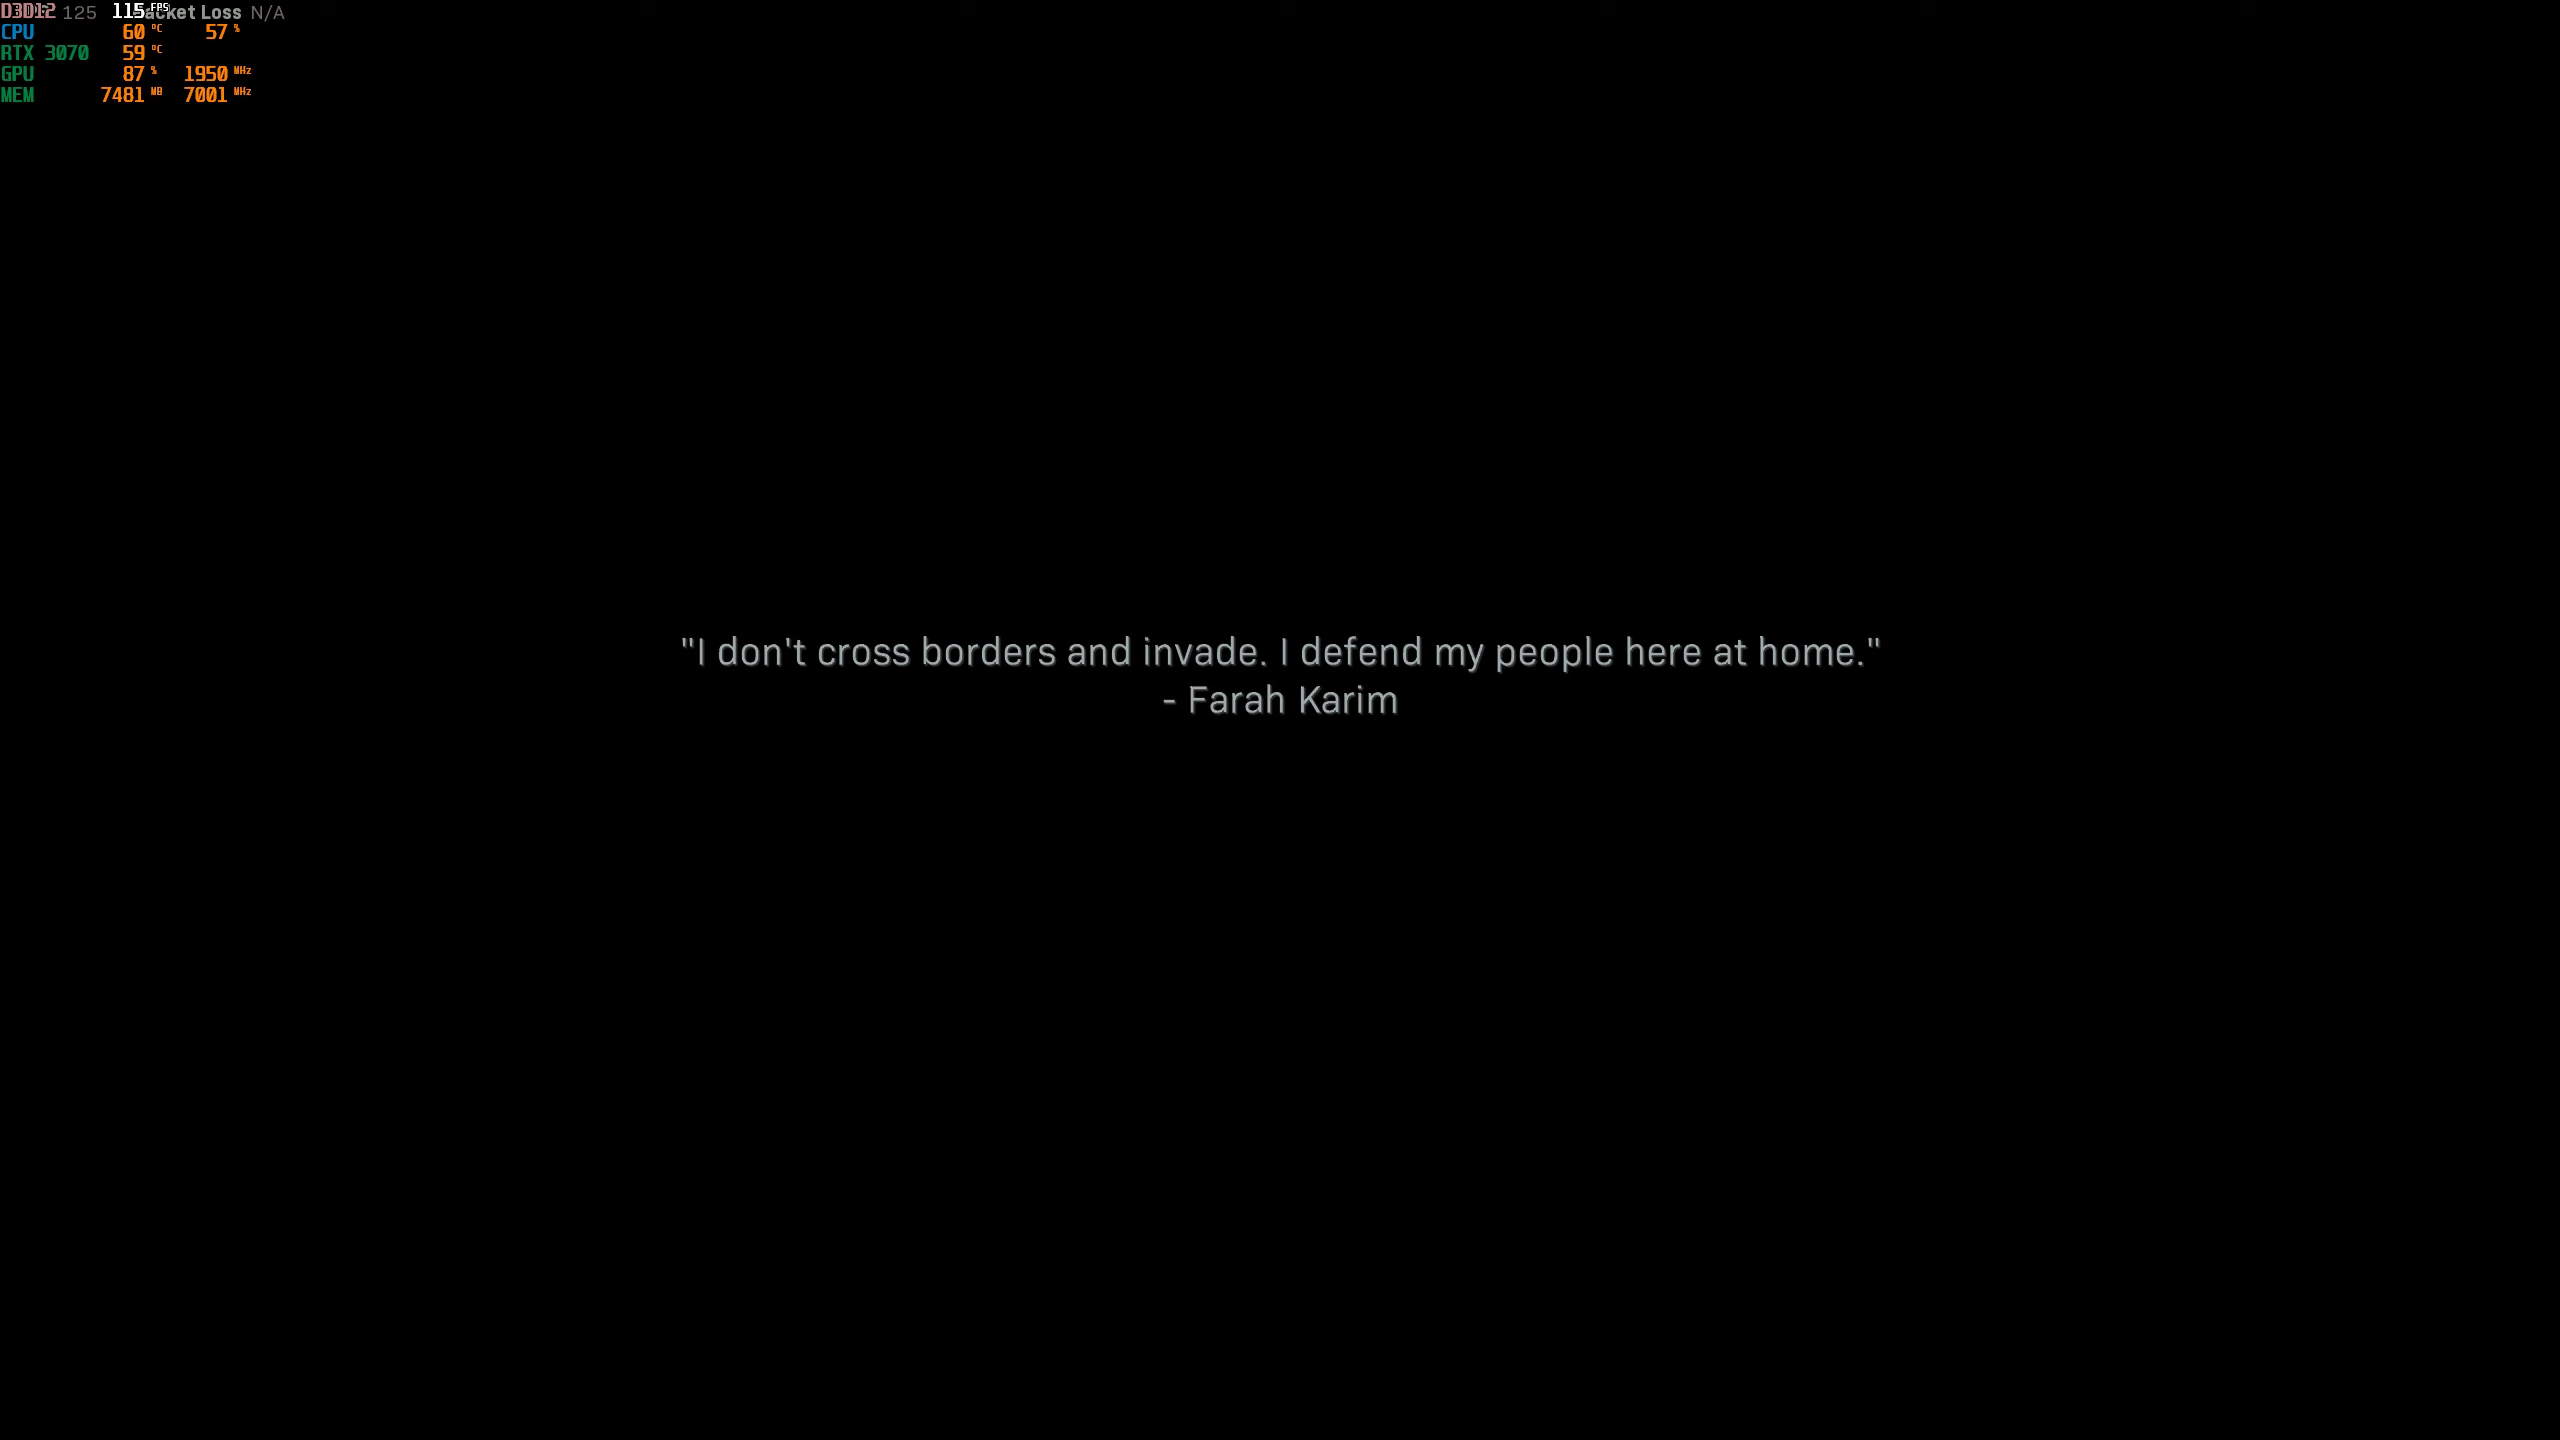 D3D12 125 115 FPS Packet Loss N/A
CPU 60 °C 57 %
RTX 3070 59 °C
GPU 87 % 1950 MHz
MEM 7481 MB 7001 MHz
"I don't cross borders and invade. I defend my people here at home."
- Farah Karim